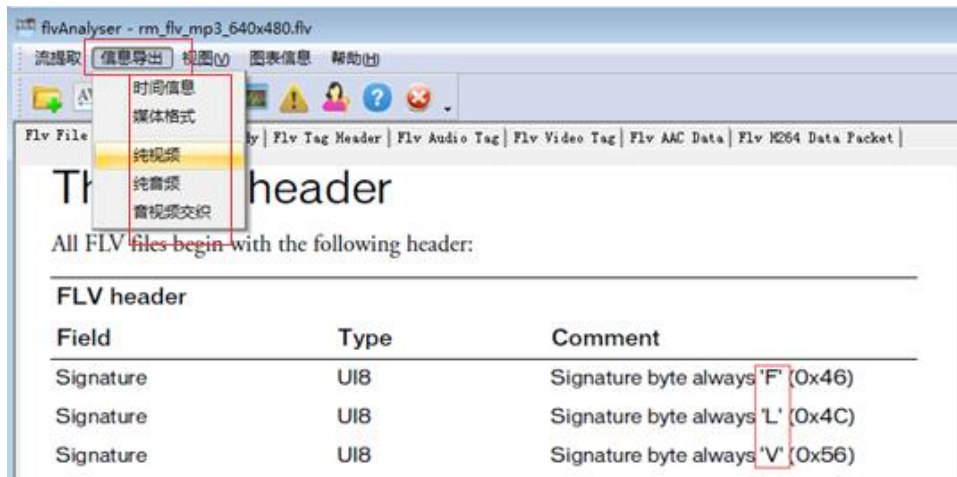 flvAnalyser - rm_flv_mp3_640x480.flv
流提取 信息导出 视图(V) 图表信息 帮助(H)
时间信息
媒体格式
纯视频
纯音频
音视频交织
Flv File | Flv Tag Header | Flv Audio Tag | Flv Video Tag | Flv AAC Data | Flv H264 Data Packet |
header
All FLV files begin with the following header:
FLV header
Field Type Comment
Signature UI8 Signature byte always 'F' (0x46)
Signature UI8 Signature byte always 'L' (0x4C)
Signature UI8 Signature byte always 'V' (0x56)